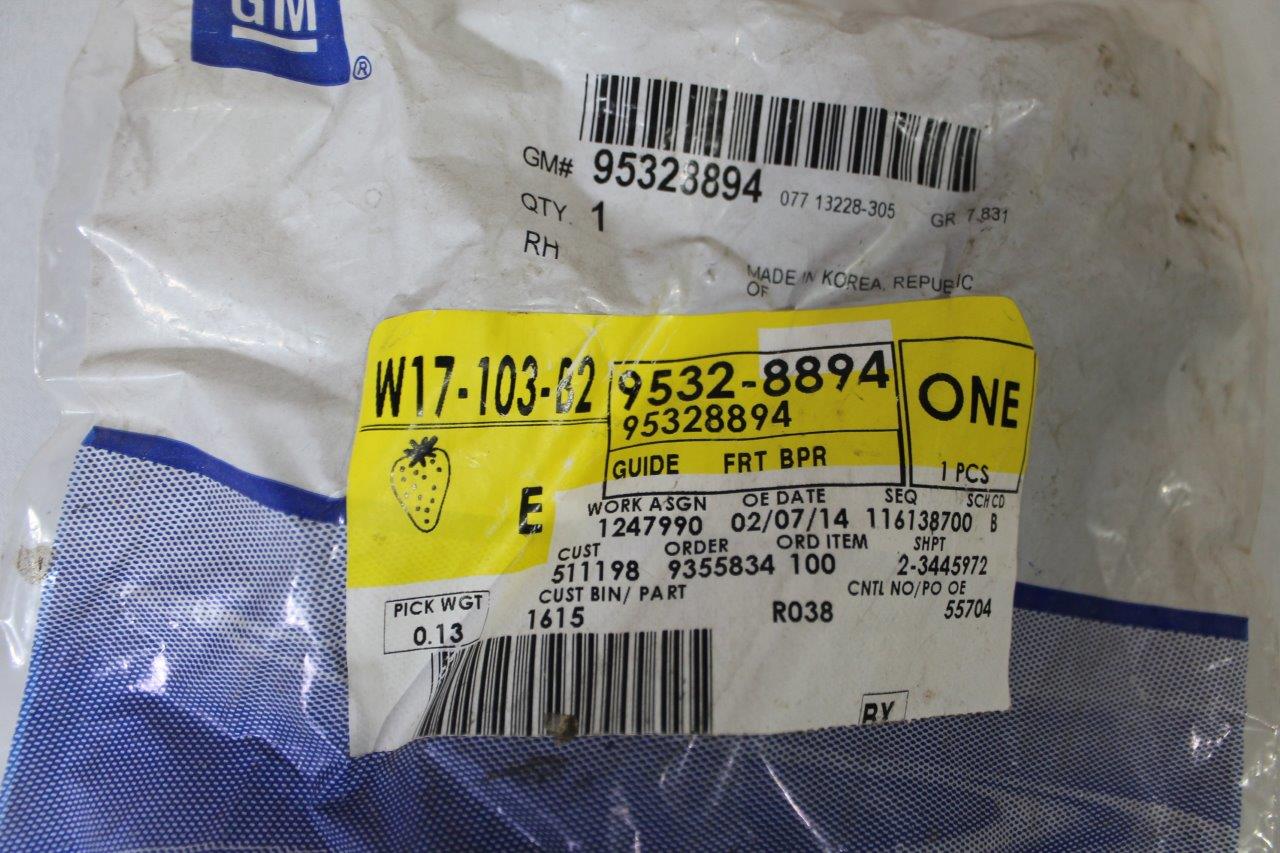 GM
®
GM# 95328894 077 13228-305 GR 7.831
QTY. 1
RH
MADE IN KOREA, REPUBLIC
OF
W17-103-B2
9532-8894
95328894
GUIDE FRT BPR
ONE
1 PCS
E
WORK ASGN OE DATE SEQ SCH CD
1247990 02/07/14 116138700 B
CUST ORDER ORD ITEM SHPT
511198 9355834 100 2-3445972
CUST BIN/ PART CNTL NO/PO OE
1615 R038 55704
PICK WGT
0.13